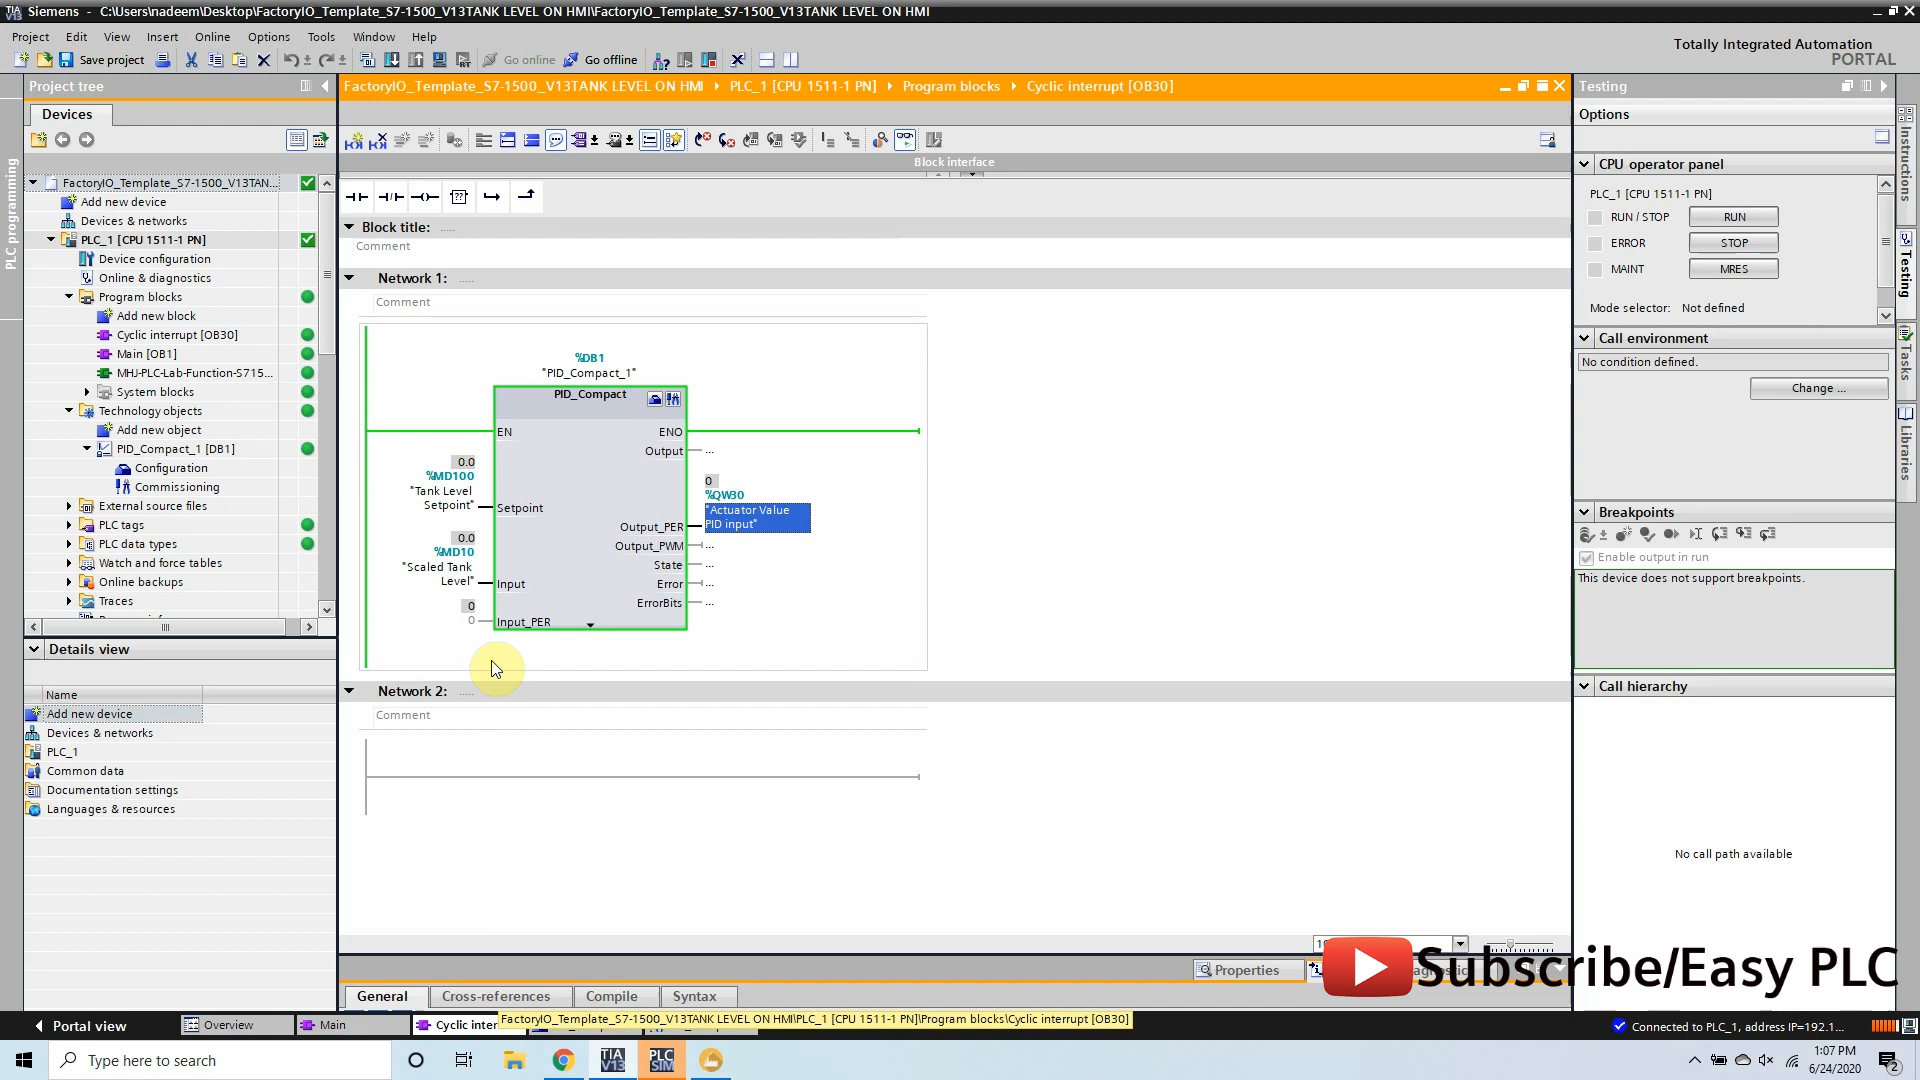 Siemens - C:\Users\nadeem\Desktop\FactoryIO_Template_S7-1500_V13TANK LEVEL ON HMI\FactoryIO_Template_S7-1500_V13TANK LEVEL ON HMI
Project Edit View Insert Online Options Tools Window Help
Totally Integrated Automation
PORTAL
Save project
Go online
Go offline
Project tree
FactoryIO_Template_S7-1500_V13TANK LEVEL ON HMI PLC_1 [CPU 1511-1 PN] Program blocks Cyclic interrupt [OB30]
Testing
Devices
Options
Block interface
PLC programming
FactoryIO_Template_S7-1500_V13TAN...
Add new device
Devices & networks
PLC_1 [CPU 1511-1 PN]
Device configuration
Online & diagnostics
Program blocks
Add new block
Cyclic interrupt [OB30]
Main [OB1]
MHJ-PLC-Lab-Function-S715...
System blocks
Technology objects
Add new object
PID_Compact_1 [DB1]
Configuration
Commissioning
External source files
PLC tags
PLC data types
Watch and force tables
Online backups
Traces
Details view
Name
Add new device
Devices & networks
PLC_1
Common data
Documentation settings
Languages & resources
Block title: .....
Comment
Network 1: .....
Comment
%DB1
"PID_Compact_1"
PID_Compact
EN
ENO
Output ...
0.0
%MD100
"Tank Level
Setpoint"
Setpoint
0
%QW30
"Actuator Value
PID input"
Output_PER
0.0
%MD10
"Scaled Tank
Level"
Input
Output_PWM ...
State ...
Error ...
ErrorBits ...
0
0
Input_PER
Network 2: .....
Comment
Properties
General Cross-references Compile Syntax
CPU operator panel
PLC_1 [CPU 1511-1 PN]
RUN / STOP RUN
ERROR STOP
MAINT MRES
Mode selector: Not defined
Call environment
No condition defined.
Change ...
Breakpoints
Enable output in run
This device does not support breakpoints.
Call hierarchy
No call path available
Instructions
Testing
Tasks
Libraries
Subscribe/Easy PLC
Portal view
Overview
Main
Cyclic inter
FactoryIO_Template_S7-1500_V13TANK LEVEL ON HMI\PLC_1 [CPU 1511-1 PN]\Program blocks\Cyclic interrupt [OB30]
Connected to PLC_1, address IP=192.1...
Type here to search
TIA
V13
PLC
SIM
1:07 PM
6/24/2020
2